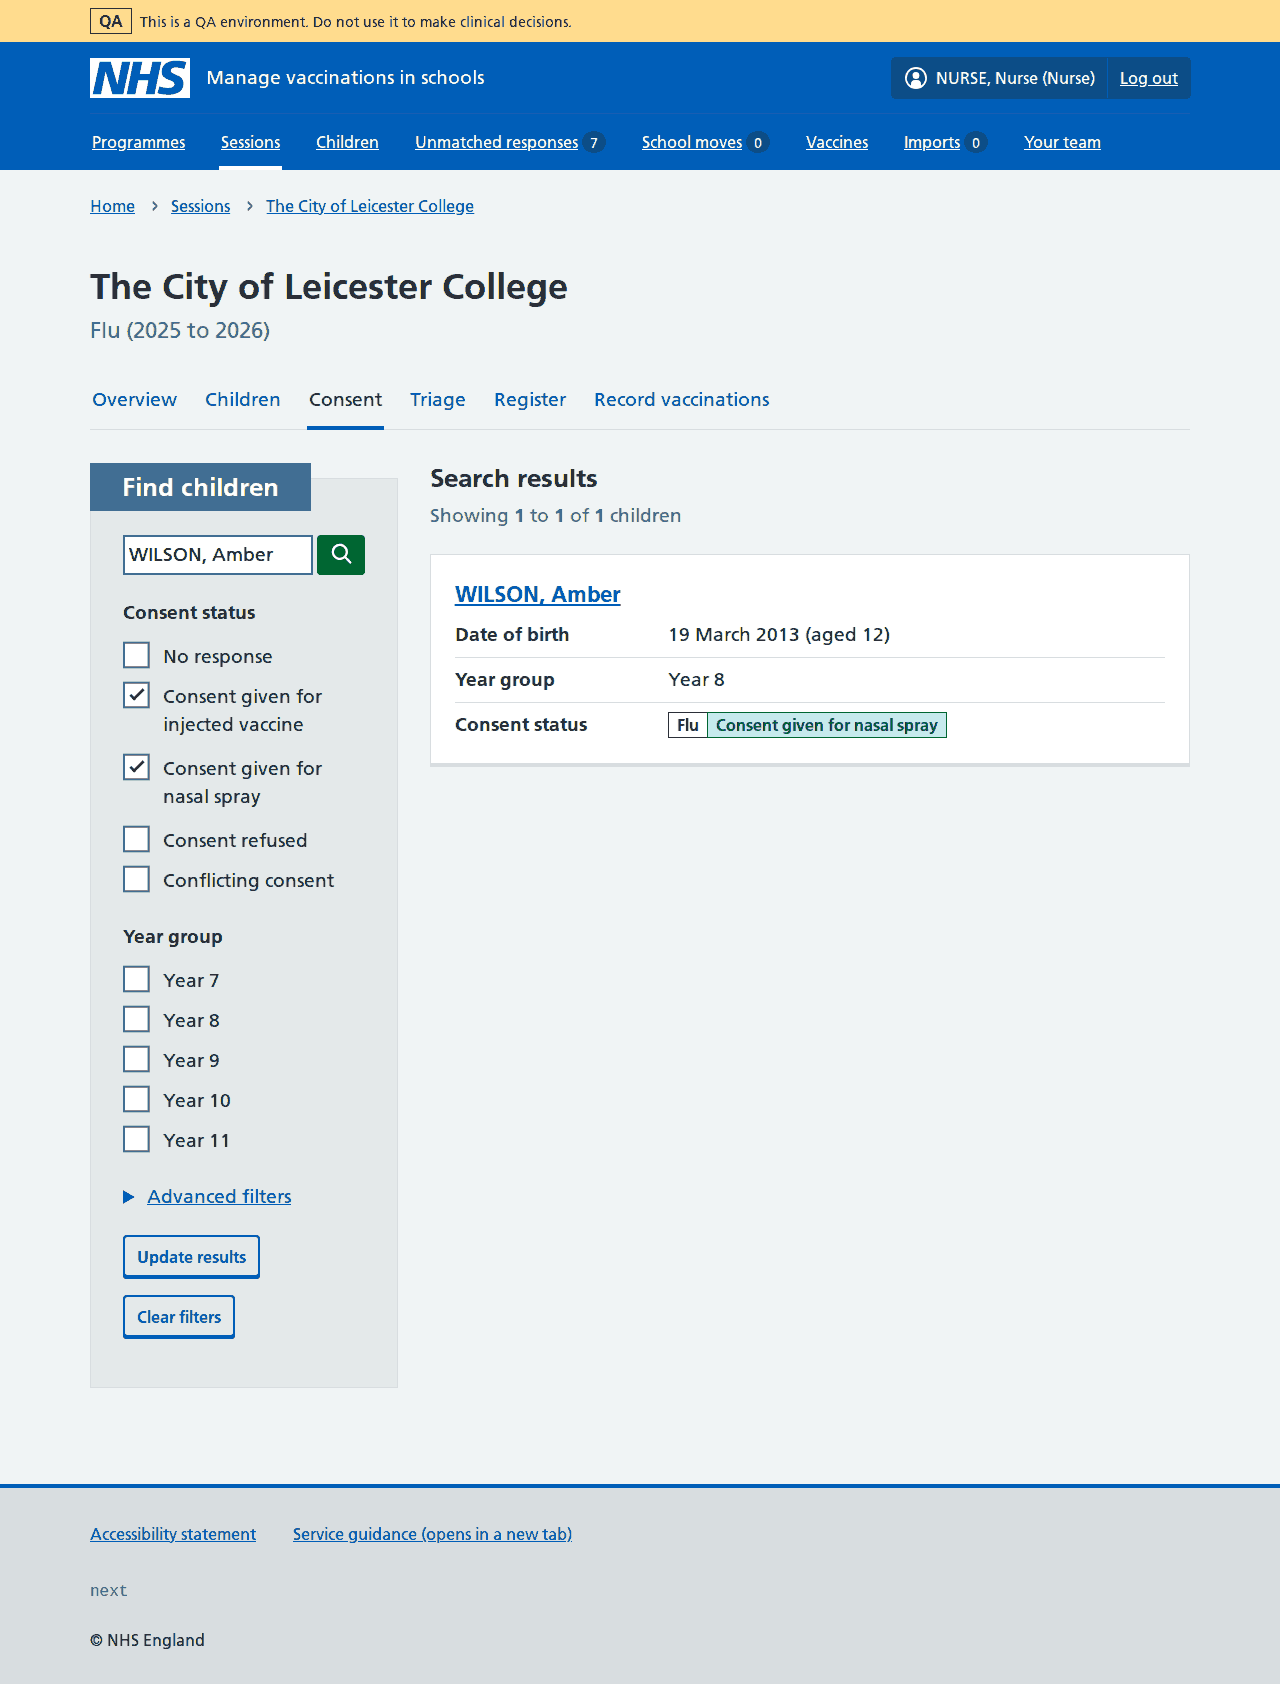 QA This is a QA environment. Do not use it to make clinical decisions.
NHS Manage vaccinations in schools NURSE, Nurse (Nurse) Log out
Programmes Sessions Children Unmatched responses 7 School moves 0 Vaccines Imports 0 Your team
Home Sessions The City of Leicester College
The City of Leicester College
Flu (2025 to 2026)
Overview Children Consent Triage Register Record vaccinations
Find children
WILSON, Amber
Consent status
No response
Consent given for
injected vaccine
Consent given for
nasal spray
Consent refused
Conflicting consent
Year group
Year 7
Year 8
Year 9
Year 10
Year 11
Advanced filters
Update results
Clear filters
Search results
Showing 1 to 1 of 1 children
WILSON, Amber
Date of birth 19 March 2013 (aged 12)
Year group Year 8
Consent status Flu Consent given for nasal spray
Accessibility statement Service guidance (opens in a new tab)
next
© NHS England